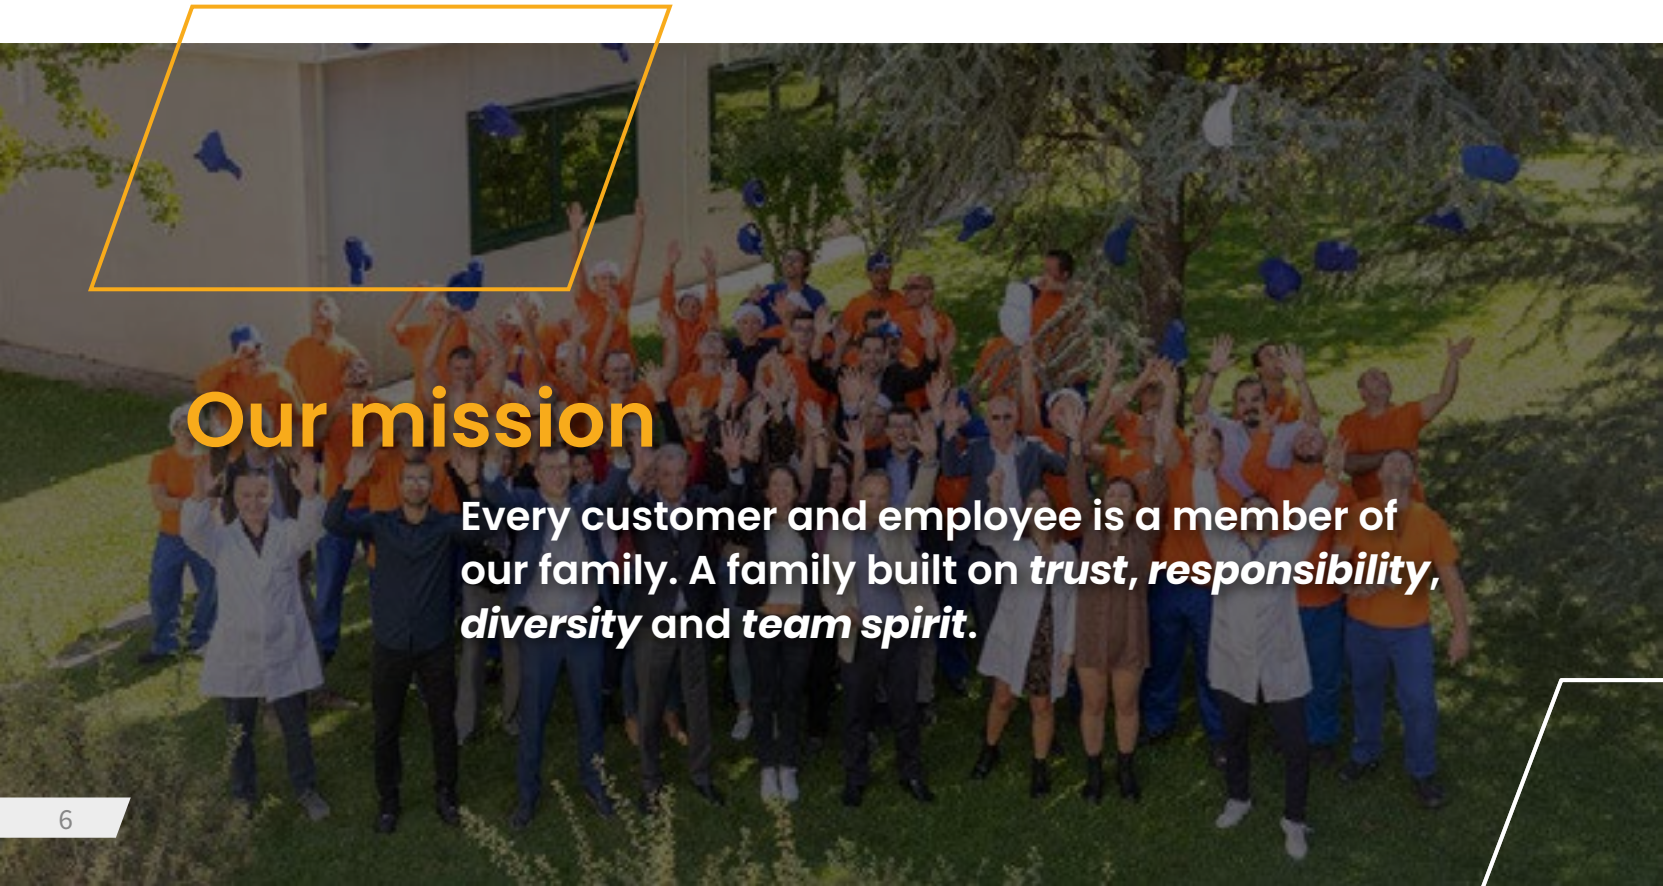 Our mission
Every customer and employee is a member of
our family. A family built on trust, responsibility,
diversity and team spirit.
6